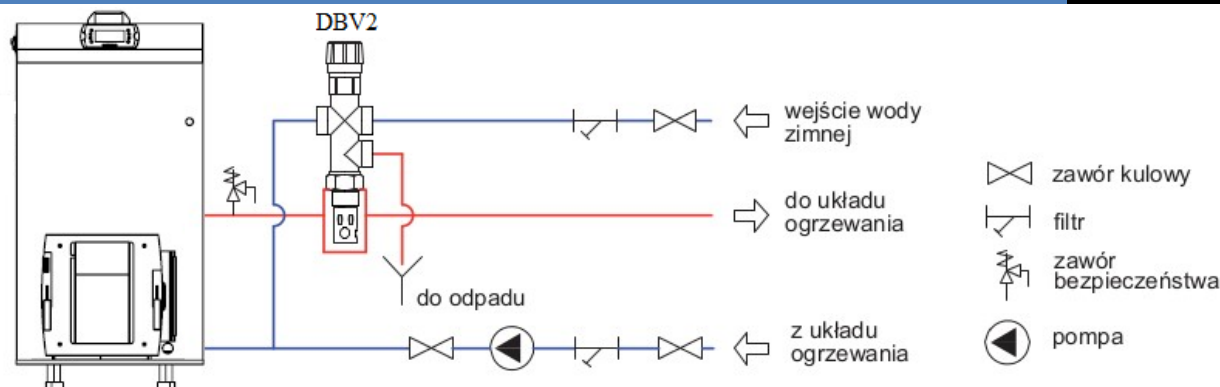 DBV2
wejście wody
zimnej
do układu
ogrzewania
do odpadu
z układu
ogrzewania
zawór kulowy
filtr
zawór
bezpieczeństwa
pompa